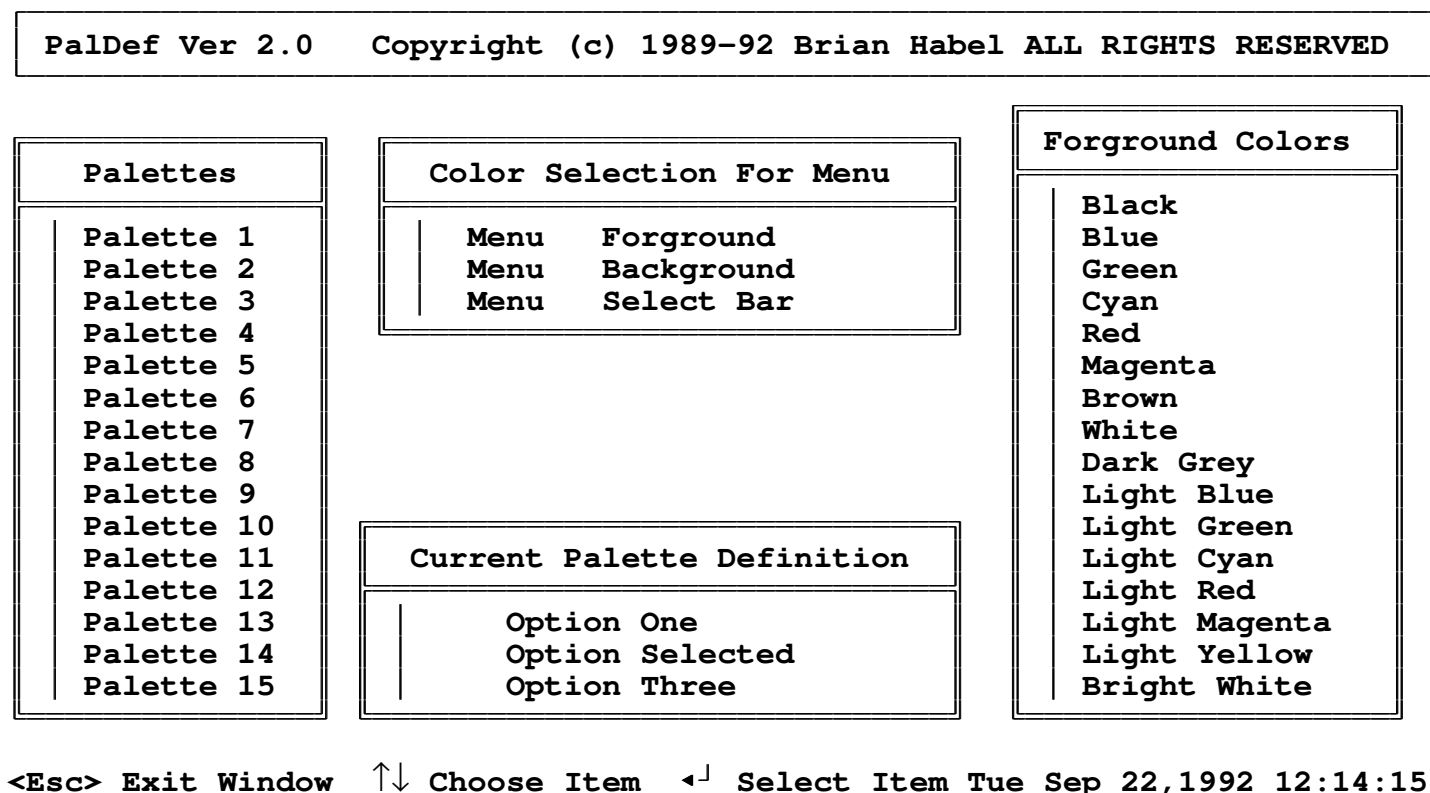 PalDef Ver 2.0 Copyright (c) 1989-92 Brian Habel ALL RIGHTS RESERVED
Palettes
Palette 1
Palette 2
Palette 3
Palette 4
Palette 5
Palette 6
Palette 7
Palette 8
Palette 9
Palette 10
Palette 11
Palette 12
Palette 13
Palette 14
Palette 15
Color Selection For Menu
Menu Forground
Menu Background
Menu Select Bar
Current Palette Definition
Option One
Option Selected
Option Three
Forground Colors
Black
Blue
Green
Cyan
Red
Magenta
Brown
White
Dark Grey
Light Blue
Light Green
Light Cyan
Light Red
Light Magenta
Light Yellow
Bright White
<Esc> Exit Window ↑↓ Choose Item ◄┘ Select Item Tue Sep 22,1992 12:14:15